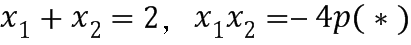 x₁ + x₂ = 2, x₁x₂ =− 4p( * )